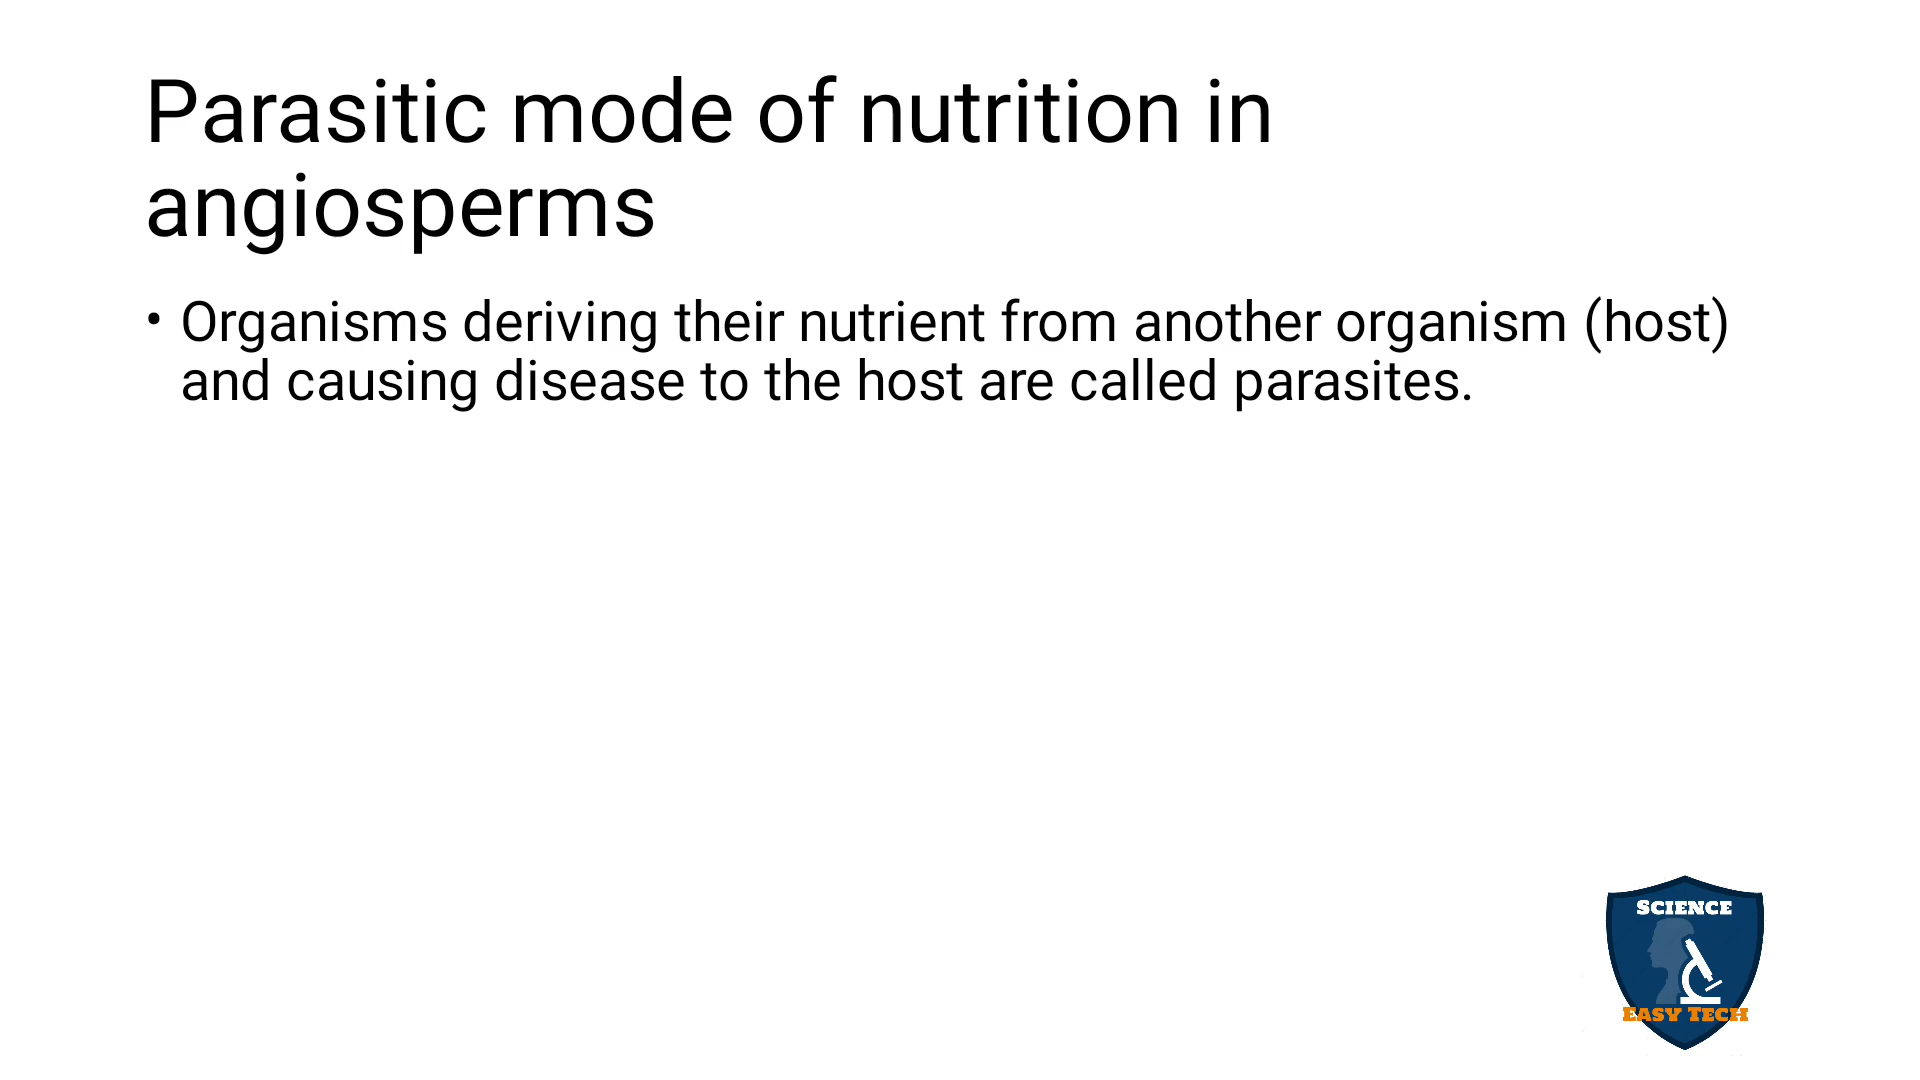 Parasitic mode of nutrition in
angiosperms
• Organisms deriving their nutrient from another organism (host)
and causing disease to the host are called parasites.
SCIENCE
EASY TECH